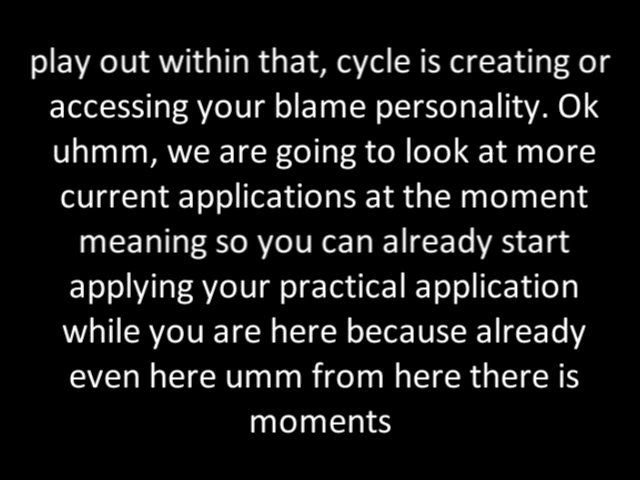 play out within that, cycle is creating or
accessing your blame personality. Ok
uhmm, we are going to look at more
current applications at the moment
meaning so you can already start
applying your practical application
while you are here because already
even here umm from here there is
moments